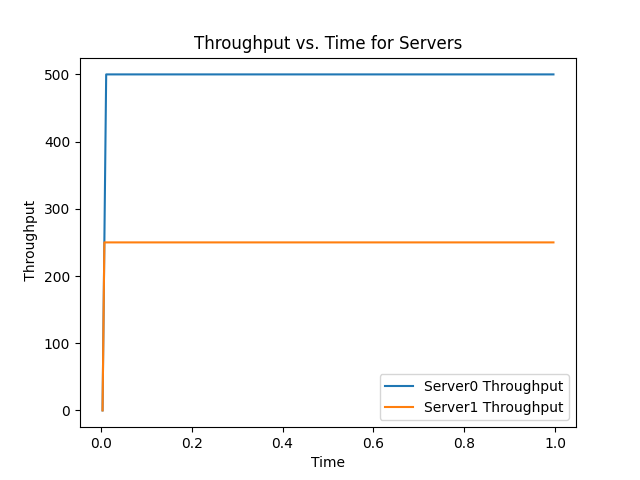 Throughput vs. Time for Servers
500
400
300
200
100
0
Throughput
0.0 0.2 0.4 0.6 0.8 1.0
Time
Server0 Throughput
Server1 Throughput